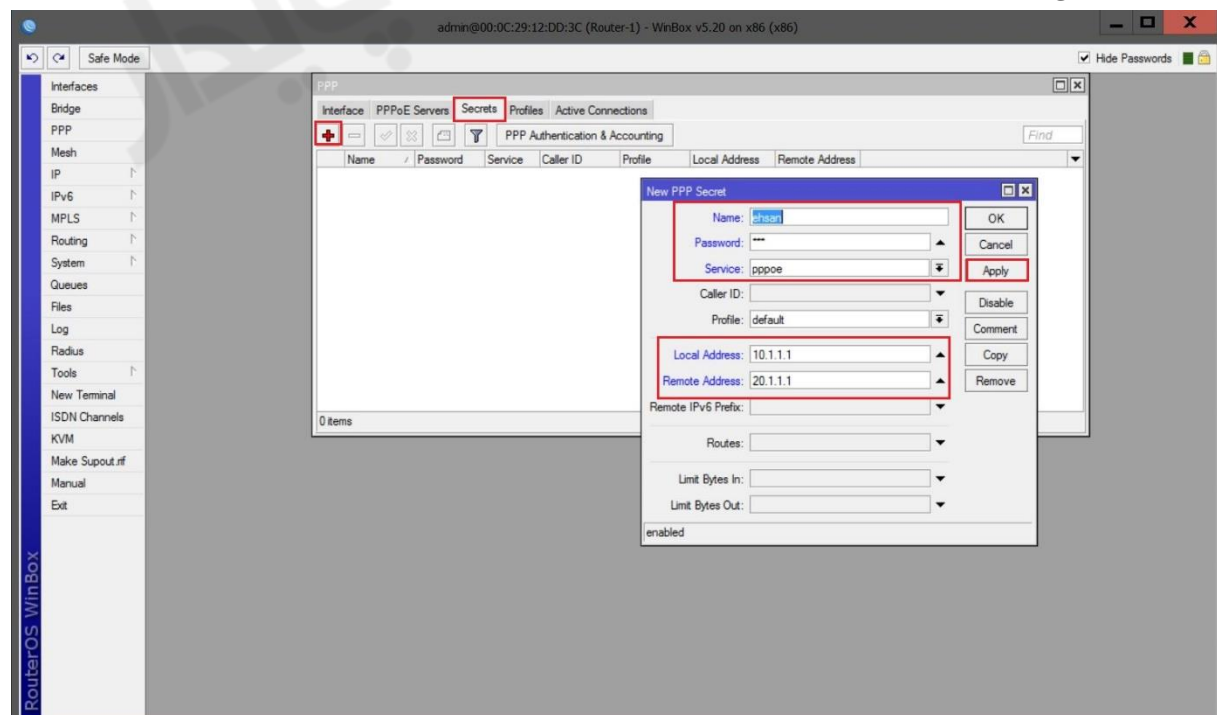 admin@00:0C:29:12:DD:3C (Router-1) - WinBox v5.20 on x86 (x86)
Safe Mode
Hide Passwords
Interfaces
Bridge
PPP
Mesh
IP
IPv6
MPLS
Routing
System
Queues
Files
Log
Radius
Tools
New Terminal
ISDN Channels
KVM
Make Supout.rif
Manual
Exit
RouterOS WinBox
PPP
Interface PPPoE Servers Secrets Profiles Active Connections
PPP Authentication & Accounting Find
Name Password Service Caller ID Profile Local Address Remote Address
0 items
New PPP Secret
Name: ehsan OK
Password: *** Cancel
Service: pppoe Apply
Caller ID: Disable
Profile: default Comment
Local Address: 10.1.1.1 Copy
Remote Address: 20.1.1.1 Remove
Remote IPv6 Prefix:
Routes:
Limit Bytes In:
Limit Bytes Out:
enabled